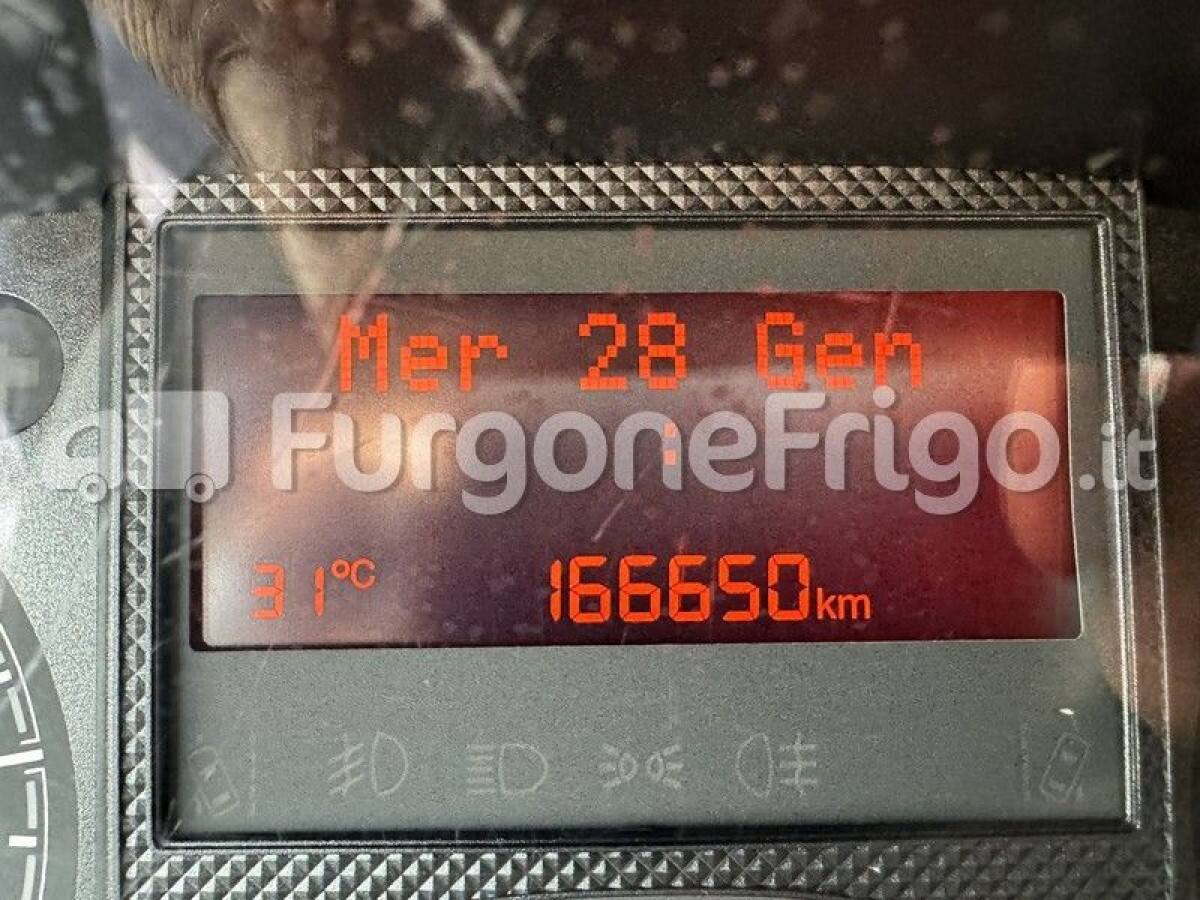 Mer 28 Gen
FurgoneFrigo.it
:
31°C 166650km